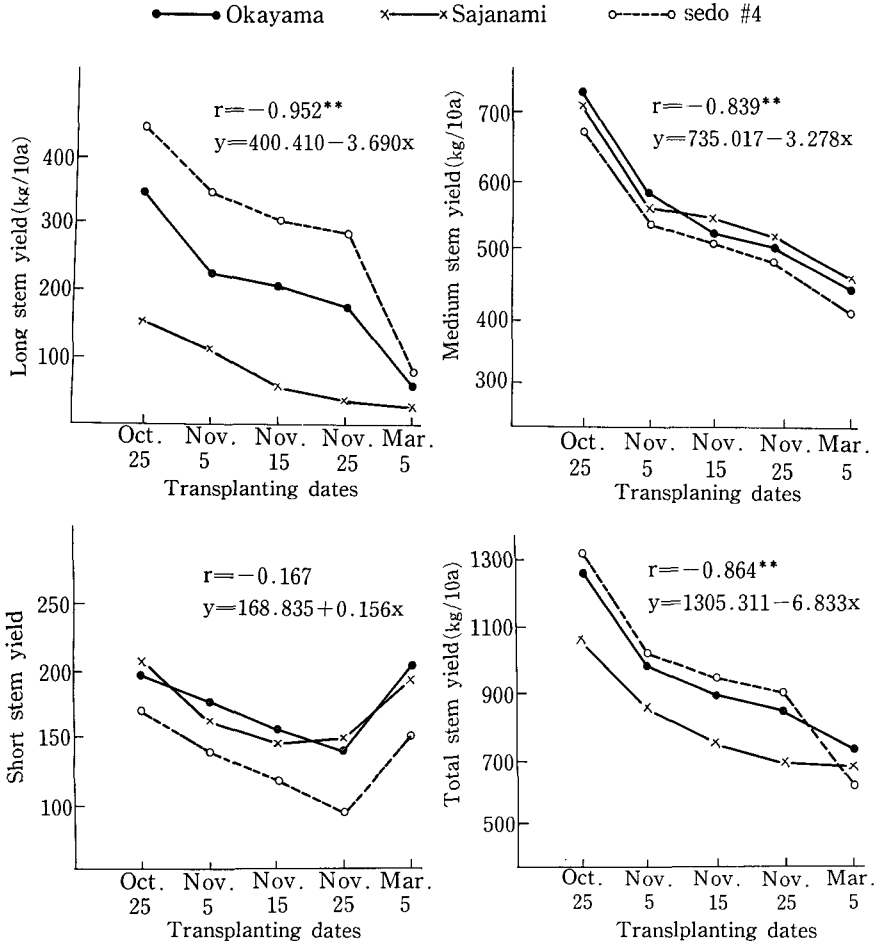 Okayama Sajanami sedo #4
Long stem yield(kg/10a)
400
300
200
100
r=−0.952**
y=400.410−3.690x
Oct. Nov. Nov. Nov. Mar.
25 5 15 25 5
Transplanting dates
Medium stem yield(kg/10a)
700
600
500
400
300
r=−0.839**
y=735.017−3.278x
Oct. Nov. Nov. Nov. Mar.
25 5 15 25 5
Transplaning dates
Short stem yield
250
200
150
100
r=−0.167
y=168.835+0.156x
Oct. Nov. Nov. Nov. Mar.
25 5 15 25 5
Transplanting dates
Total stem yield(kg/10a)
1300
1100
900
700
500
r=−0.864**
y=1305.311−6.833x
Oct. Nov. Nov. Nov. Mar.
25 5 15 25 5
Translplanting dates